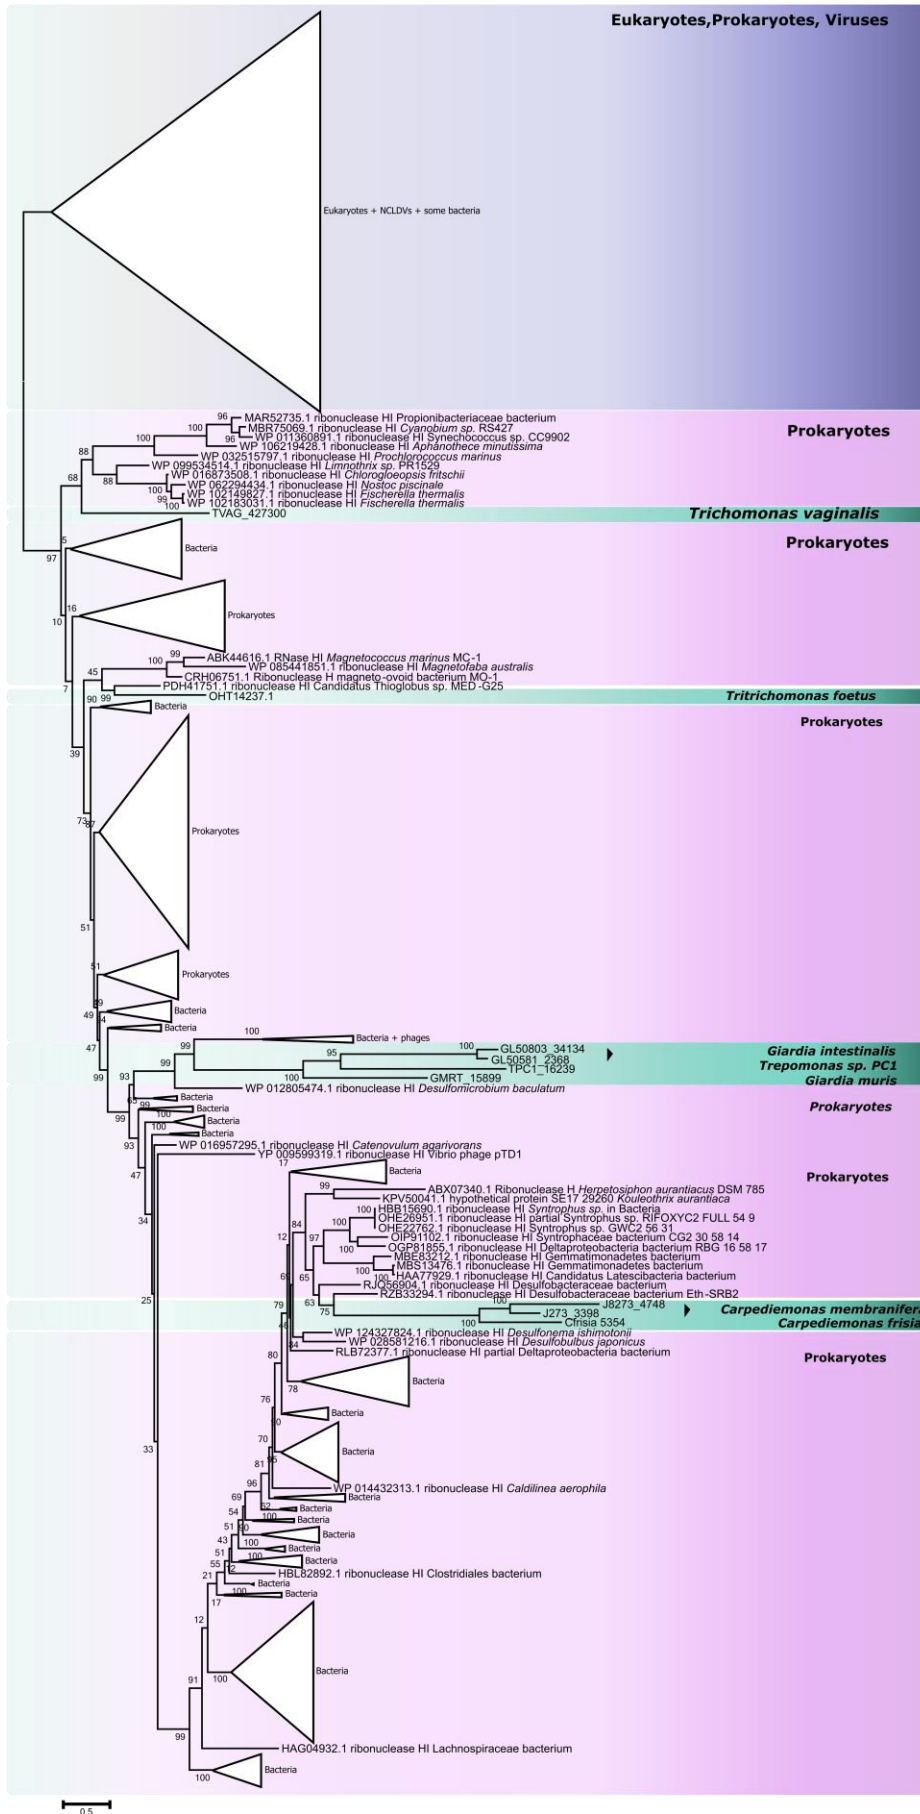 Eukaryotes,Prokaryotes, Viruses
Eukaryotes + NCLDVs + some bacteria
96 MAR52735.1 ribonuclease HI Propionibacteriaceae bacterium
100 MBR75069.1 ribonuclease HI Cyanobium sp. RS427
96 WP 011360891.1 ribonuclease HI Synechococcus sp. CC9902
Prokaryotes
100 WP 106219428.1 ribonuclease HI Aphanothece minutissima
88 WP 032515797.1 ribonuclease HI Prochlorococcus marinus
WP 099534514.1 ribonuclease HI Limnothrix sp. PR1529
68 88 WP 016873508.1 ribonuclease HI Chlorogloeopsis fritschii
100 WP 062294434.1 ribonuclease HI Nostoc piscinale
99 WP 102149827.1 ribonuclease HI Fischerella thermalis
100 WP 102183031.1 ribonuclease HI Fischerella thermalis
TVAG_427300 Trichomonas vaginalis
5
97
Bacteria
Prokaryotes
16
10
Prokaryotes
99 ABK44616.1 RNase HI Magnetococcus marinus MC-1
100 WP 085441851.1 ribonuclease HI Magnetofaba australis
45 CRH06751.1 Ribonuclease H magneto-ovoid bacterium MO-1
7 PDH41751.1 ribonuclease HI Candidatus Thioglobus sp. MED-G25
90 99 OHT14237.1 Tritrichomonas foetus
Bacteria
Prokaryotes
39
73
87
Prokaryotes
51
51
Prokaryotes
49
Bacteria
Bacteria
47
100 Bacteria + phages
99
100 GL50803_34134 Giardia intestinalis
95 GL50581_2368
99 99 TPC1_16239 Trepomonas sp. PC1
93 100 GMRT_15899 Giardia muris
WP 012805474.1 ribonuclease HI Desulfomicrobium baculatum
65 Bacteria
99 99 Bacteria Prokaryotes
100 Bacteria
93 100 Bacteria
WP 016957295.1 ribonuclease HI Catenovulum agarivorans
YP 009599319.1 ribonuclease HI Vibrio phage pTD1
47 17 Bacteria
Prokaryotes
99 ABX07340.1 Ribonuclease H Herpetosiphon aurantiacus DSM 785
KPV50041.1 hypothetical protein SE17 29260 Kouleothrix aurantiaca
100 HBB15690.1 ribonuclease HI Syntrophus sp. in Bacteria
34 84 100 OHE26951.1 ribonuclease HI partial Syntrophus sp. RIFOXYC2 FULL 54 9
OHE22762.1 ribonuclease HI Syntrophus sp. GWC2 56 31
12 97 100 OIP91102.1 ribonuclease HI Syntrophaceae bacterium CG2 30 58 14
OGP81855.1 ribonuclease HI Deltaproteobacteria bacterium RBG 16 58 17
MBE83212.1 ribonuclease HI Gemmatimonadetes bacterium
65 100 MBS13476.1 ribonuclease HI Gemmatimonadetes bacterium
100 HAA77929.1 ribonuclease HI Candidatus Latescibacteria bacterium
RJQ56904.1 ribonuclease HI Desulfobacteraceae bacterium
RZB33294.1 ribonuclease HI Desulfobacteraceae bacterium Eth-SRB2
25 79 63 75 100 J8273_4748
J273_3398 Carpediemonas membranifera
100 Cfrisia 5354 Carpediemonas frisia
WP 124327824.1 ribonuclease HI Desulfonema ishimotonii
84 WP 028581216.1 ribonuclease HI Desulfobulbus japonicus
80 RLB72377.1 ribonuclease HI partial Deltaproteobacteria bacterium
Prokaryotes
78 Bacteria
76
Bacteria
33 70
95 Bacteria
81
96 WP 014432313.1 ribonuclease HI Caldilinea aerophila
69 Bacteria
52 Bacteria
54 100 Bacteria
51 Bacteria
43 100 Bacteria
51 100 Bacteria
55 HBL82892.1 ribonuclease HI Clostridiales bacterium
21 Bacteria
100 Bacteria
17
12
100 Bacteria
91
99 HAG04932.1 ribonuclease HI Lachnospiraceae bacterium
100 Bacteria
0.5